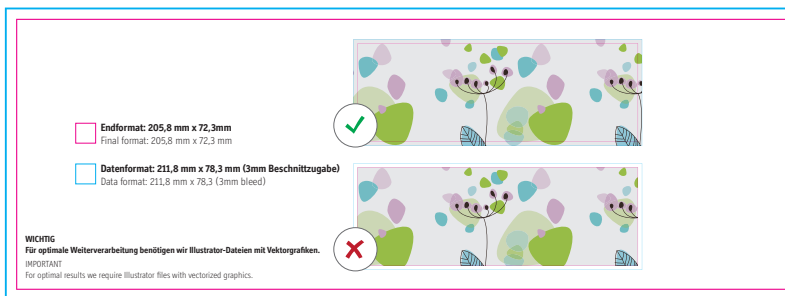 Endformat: 205,8 mm x 72,3mm
Final format: 205,8 mm x 72,3 mm
Datenformat: 211,8 mm x 78,3 mm (3mm Beschnittzugabe)
Data format: 211,8 mm x 78,3 (3mm bleed)
WICHTIG
Für optimale Weiterverarbeitung benötigen wir Illustrator-Dateien mit Vektorgrafiken.
IMPORTANT
For optimal results we require Illustrator files with vectorized graphics.